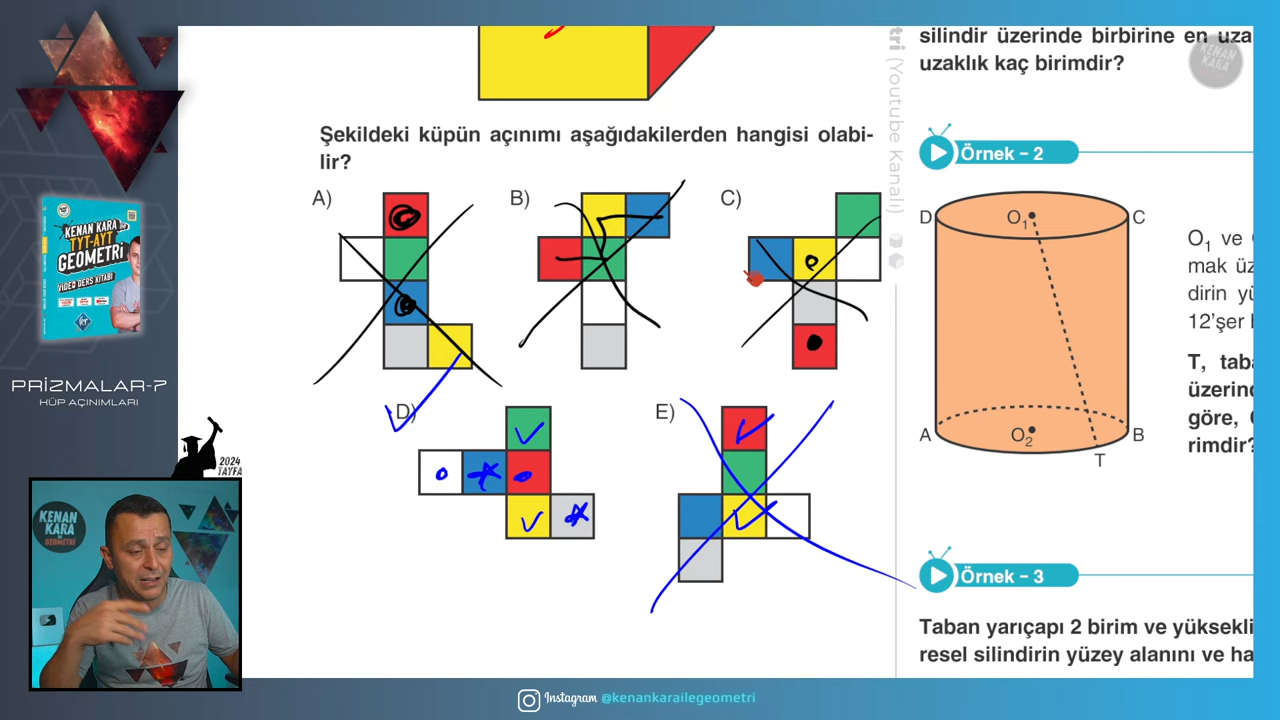 KENAN KARA
TYT-AYT
GEOMETRİ
VİDEO DERS KİTABI
PRİZMALAR-7
KÜP AÇINIMLARI
2024
TAYFA
KENAN
KARA
GEOMETRİ
Şekildeki küpün açınımı aşağıdakilerden hangisi olabi-
lir?
A)
B)
C)
D)
E)
tri (Youtube Kanalı)
silindir üzerinde birbirine en uza
uzaklık kaç birimdir?
KENAN
KARA
Örnek – 2
D
O1
C
A
O2
B
T
O1 ve
mak üz
dirin yü
12'şer
T, taba
üzerind
göre,
rimdir?
Örnek – 3
Taban yarıçapı 2 birim ve yüksekli
resel silindirin yüzey alanını ve ha
Instagram @kenankarailegeometri